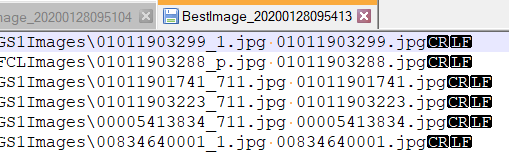 mage_20200128095104 BestImage_20200128095413
GS1Images\01011903299_1.jpg 01011903299.jpgCRLF
FCLImages\01011903288_p.jpg 01011903288.jpgCRLF
GS1Images\01011901741_711.jpg 01011901741.jpgCRLF
GS1Images\01011903223_711.jpg 01011903223.jpgCRLF
GS1Images\00005413834_711.jpg 00005413834.jpgCRLF
GS1Images\00834640001_1.jpg 00834640001.jpgCRLF